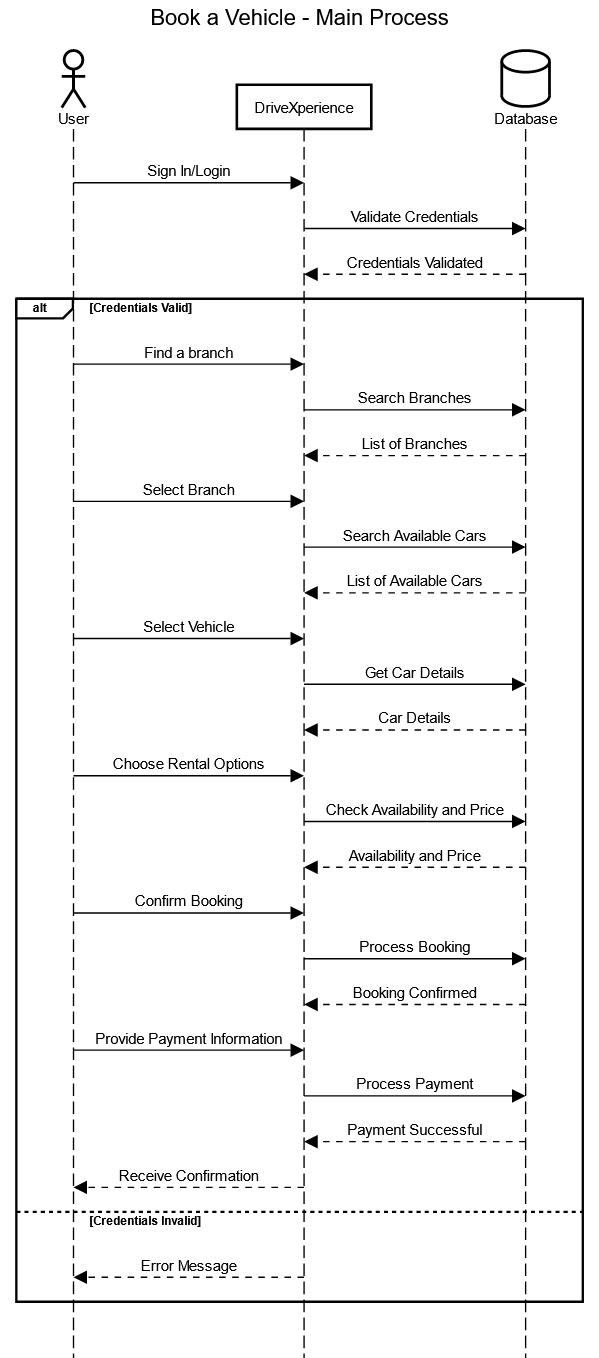 Book a Vehicle - Main Process
User
DriveXperience
Database
Sign In/Login
Validate Credentials
Credentials Validated
alt
[Credentials Valid]
Find a branch
Search Branches
List of Branches
Select Branch
Search Available Cars
List of Available Cars
Select Vehicle
Get Car Details
Car Details
Choose Rental Options
Check Availability and Price
Availability and Price
Confirm Booking
Process Booking
Booking Confirmed
Provide Payment Information
Process Payment
Payment Successful
Receive Confirmation
[Credentials Invalid]
Error Message